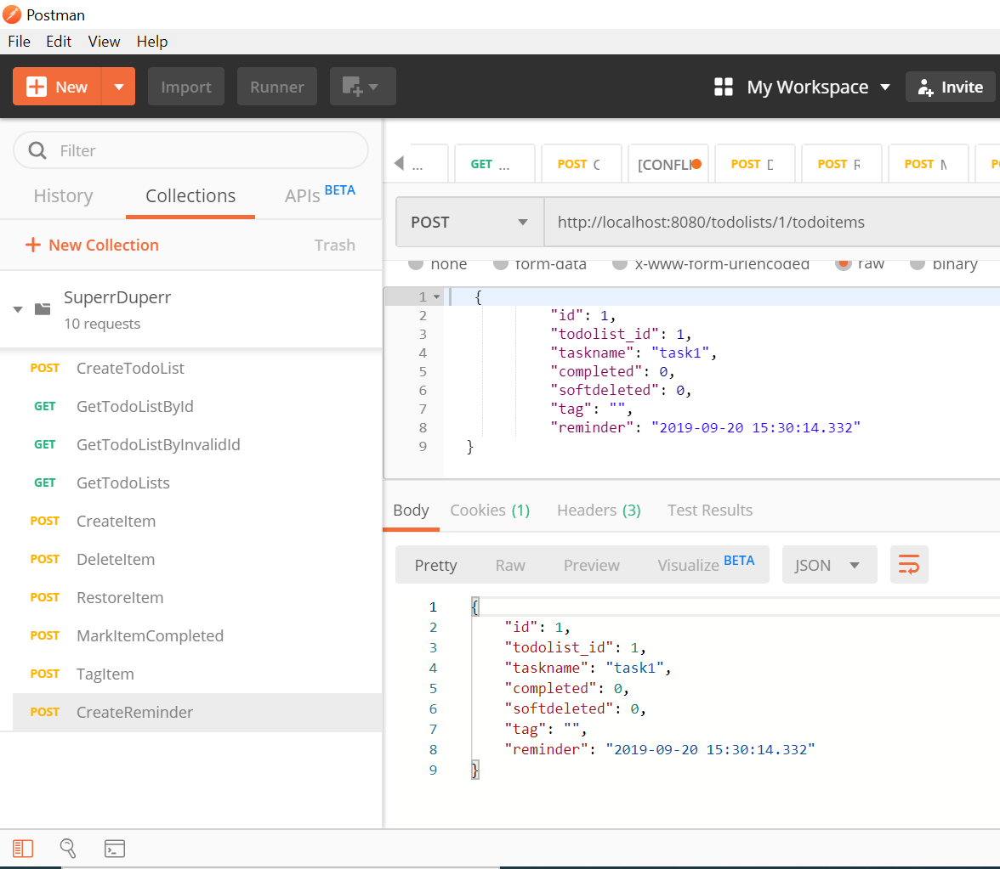 Postman
File Edit View Help
New Import Runner My Workspace Invite
Filter
History Collections APIs BETA
New Collection Trash
SuperrDuperr
10 requests
POST CreateTodoList
GET GetTodoListById
GET GetTodoListByInvalidId
GET GetTodoLists
POST CreateItem
POST DeleteItem
POST RestoreItem
POST MarkItemCompleted
POST TagItem
POST CreateReminder
... GET ... POST C [CONFLI POST D POST R POST M
POST http://localhost:8080/todolists/1/todoitems
none form-data x-www-form-urlencoded raw binary
1 {
2 "id": 1,
3 "todolist_id": 1,
4 "taskname": "task1",
5 "completed": 0,
6 "softdeleted": 0,
7 "tag": "",
8 "reminder": "2019-09-20 15:30:14.332"
9 }
Body Cookies (1) Headers (3) Test Results
Pretty Raw Preview Visualize BETA JSON
1 {
2 "id": 1,
3 "todolist_id": 1,
4 "taskname": "task1",
5 "completed": 0,
6 "softdeleted": 0,
7 "tag": "",
8 "reminder": "2019-09-20 15:30:14.332"
9 }